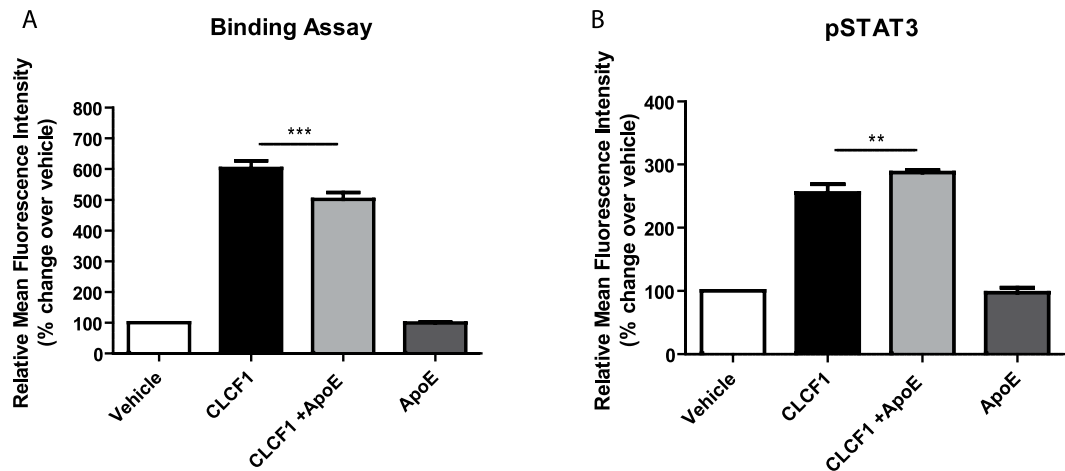 A
Binding Assay
Relative Mean Fluorescence Intensity
(% change over vehicle)
800
700
600
500
400
300
200
100
0
***
Vehicle
CLCF1
CLCF1 +ApoE
ApoE
B
pSTAT3
Relative Mean Fluorescence Intensity
(% change over vehicle)
400
300
200
100
0
**
Vehicle
CLCF1
CLCF1 +ApoE
ApoE